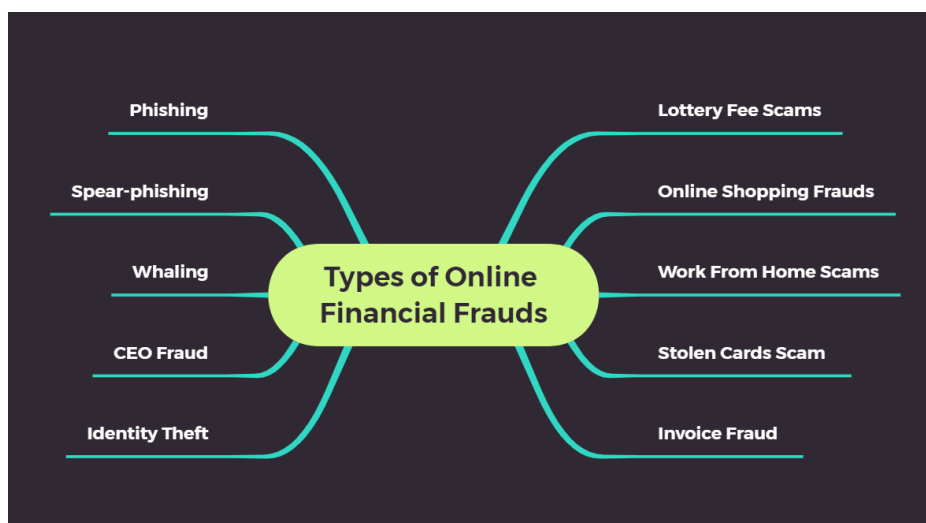 Types of Online
Financial Frauds
Phishing
Spear-phishing
Whaling
CEO Fraud
Identity Theft
Lottery Fee Scams
Online Shopping Frauds
Work From Home Scams
Stolen Cards Scam
Invoice Fraud